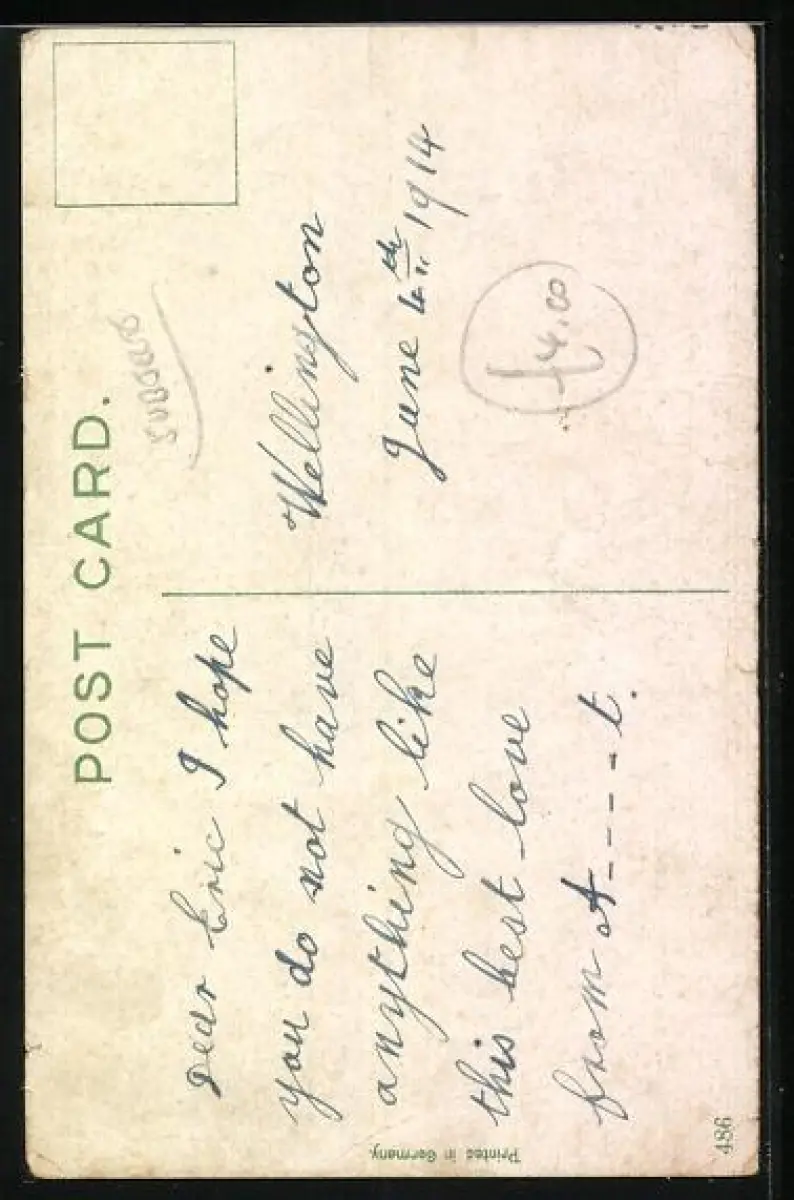 POST CARD.
Dear Eric I hope
you do not have
anything like
this best love
from A-----t.
Wellington
June 4th 1914
£4.00
Printed in Germany.
486